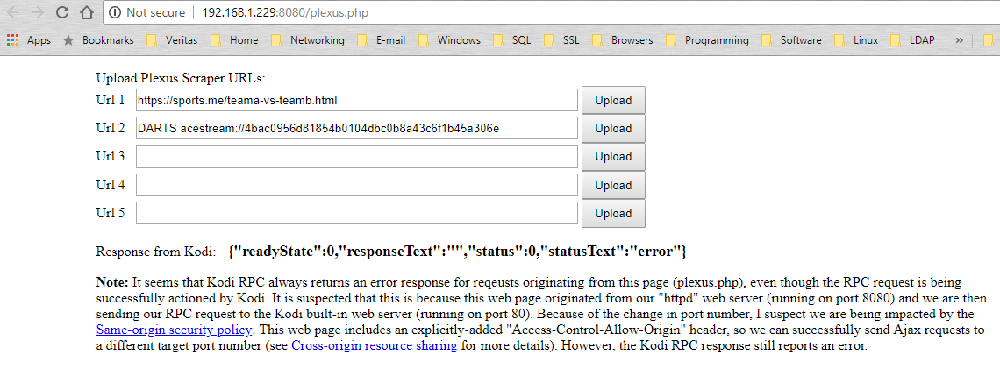 Not secure | 192.168.1.229:8080/plexus.php
Apps Bookmarks Veritas Home Networking E-mail Windows SQL SSL Browsers Programming Software Linux LDAP »
Upload Plexus Scraper URLs:
Url 1 https://sports.me/teama-vs-teamb.html Upload
Url 2 DARTS acestream://4bac0956d81854b0104dbc0b8a43c6f1b45a306e Upload
Url 3 Upload
Url 4 Upload
Url 5 Upload
Response from Kodi: {"readyState":0,"responseText":"","status":0,"statusText":"error"}
Note: It seems that Kodi RPC always returns an error response for reqeusts originating from this page (plexus.php), even though the RPC request is being
successfully actioned by Kodi. It is suspected that this is because this web page originated from our "httpd" web server (running on port 8080) and we are then
sending our RPC request to the Kodi built-in web server (running on port 80). Because of the change in port number, I suspect we are being impacted by the
Same-origin security policy. This web page includes an explicitly-added "Access-Control-Allow-Origin" header, so we can successfully send Ajax requests to
a different target port number (see Cross-origin resource sharing for more details). However, the Kodi RPC response still reports an error.